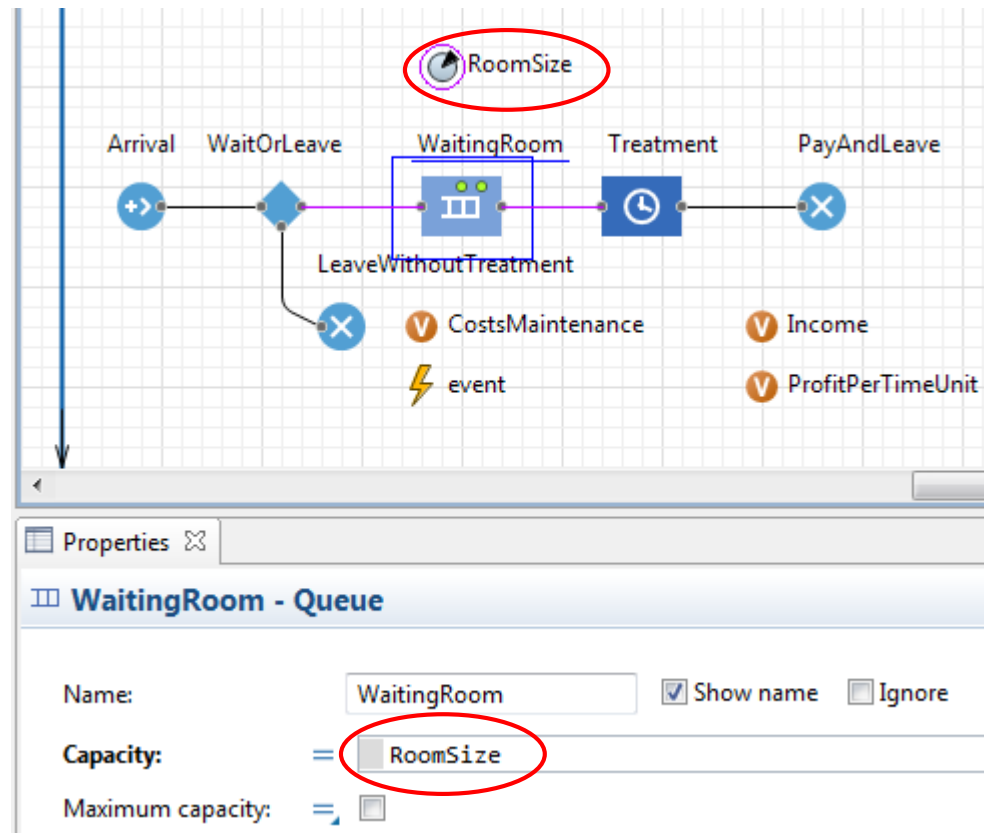 RoomSize
Arrival WaitOrLeave WaitingRoom Treatment PayAndLeave
LeaveWithoutTreatment
V CostsMaintenance V Income
event V ProfitPerTimeUnit
Properties
WaitingRoom - Queue
Name: WaitingRoom Show name Ignore
Capacity: = RoomSize
Maximum capacity: =